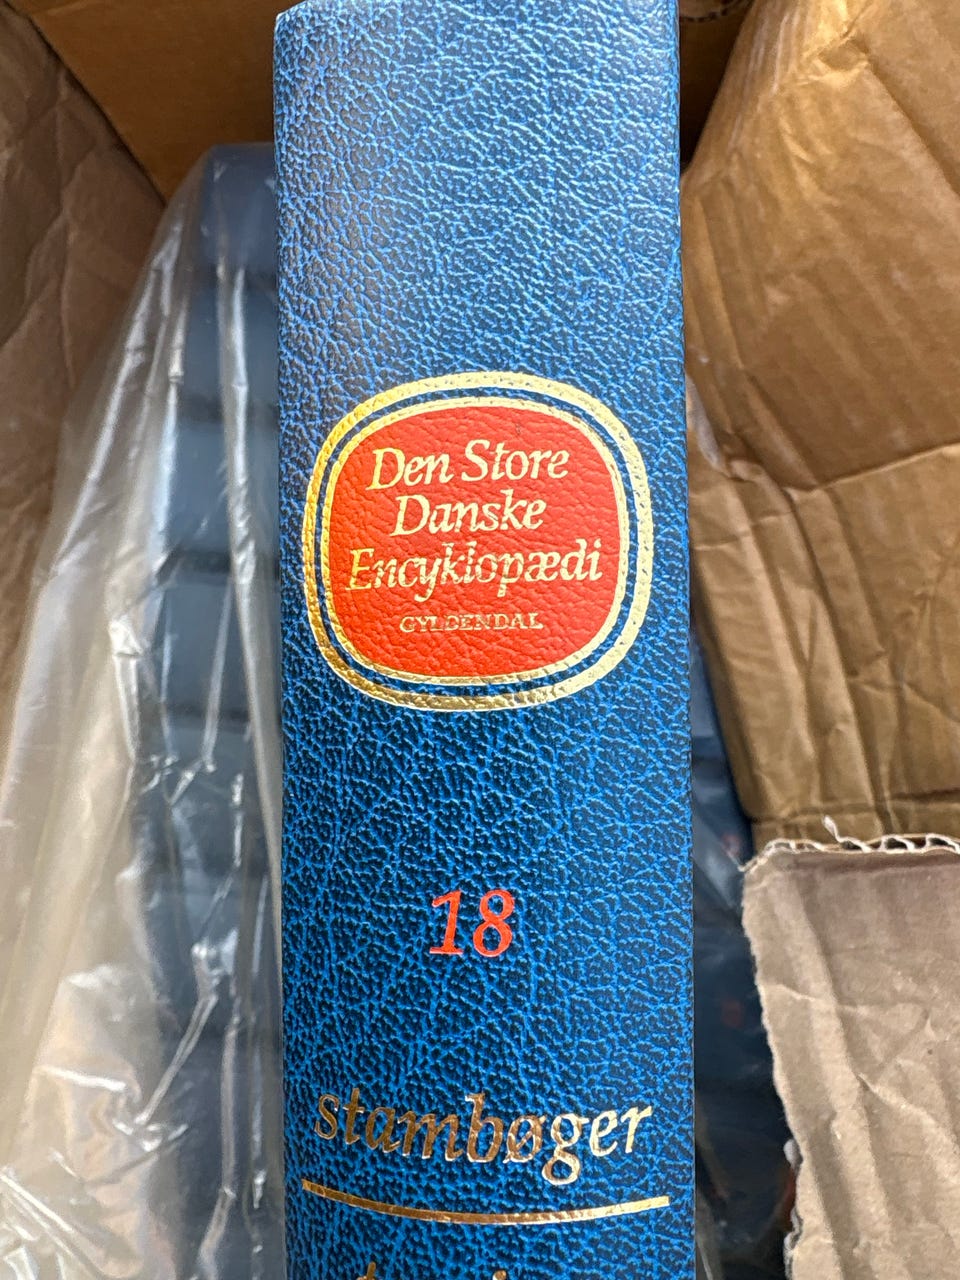 Den Store
Danske
Encyklopædi
GYLDENDAL
18
stambøger